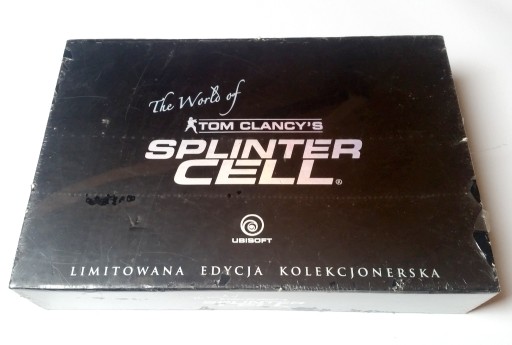 The World of
TOM CLANCY'S
SPLINTER
CELL®
UBISOFT
LIMITOWANA EDYCJA KOLEKCJONERSKA